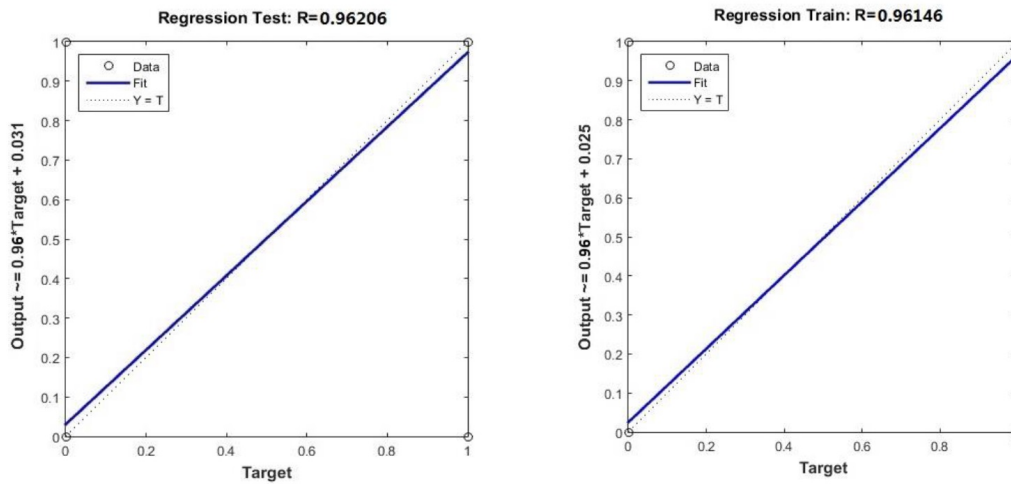 Regression Test: R=0.96206
Data
Fit
Y = T
Output ~= 0.96*Target + 0.031
1
0.9
0.8
0.7
0.6
0.5
0.4
0.3
0.2
0.1
0
0 0.2 0.4 0.6 0.8 1
Target
Regression Train: R=0.96146
Data
Fit
Y = T
Output ~= 0.96*Target + 0.025
1
0.9
0.8
0.7
0.6
0.5
0.4
0.3
0.2
0.1
0
0 0.2 0.4 0.6 0.8
Target